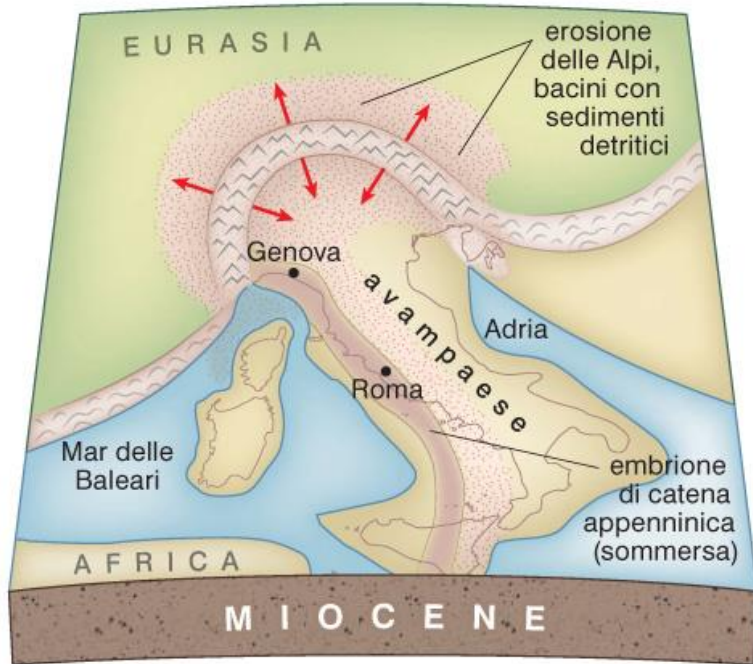 EURASIA
erosione
delle Alpi,
bacini con
sedimenti
detritici
Genova
avampaese
Adria
Roma
Mar delle
Baleari
embrione
di catena
appenninica
(sommersa)
AFRICA
MIOCENE